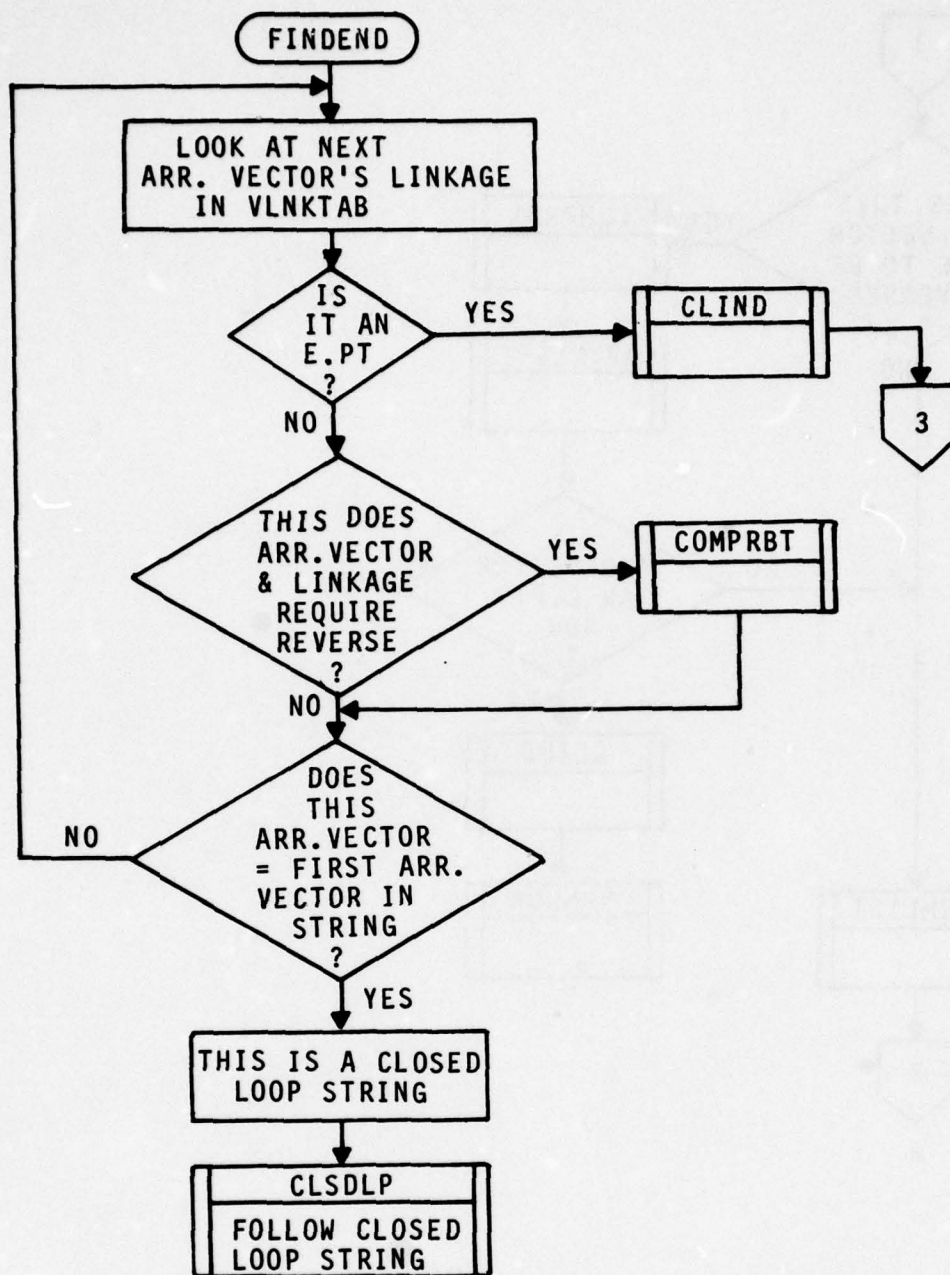 FINDEND
LOOK AT NEXT
ARR. VECTOR'S LINKAGE
IN VLNKTAB
IS
IT AN
E.PT
?
YES
CLIND
3
NO
THIS DOES
ARR.VECTOR
& LINKAGE
REQUIRE
REVERSE
?
YES
COMPRBT
NO
DOES
THIS
ARR.VECTOR
= FIRST ARR.
VECTOR IN
STRING
?
NO
YES
THIS IS A CLOSED
LOOP STRING
CLSDLP
FOLLOW CLOSED
LOOP STRING